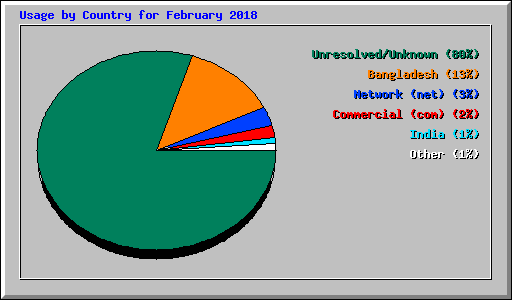 Usage by Country for February 2018
Unresolved/Unknown (80%)
Bangladesh (13%)
Network (net) (3%)
Commercial (com) (2%)
India (1%)
Other (1%)